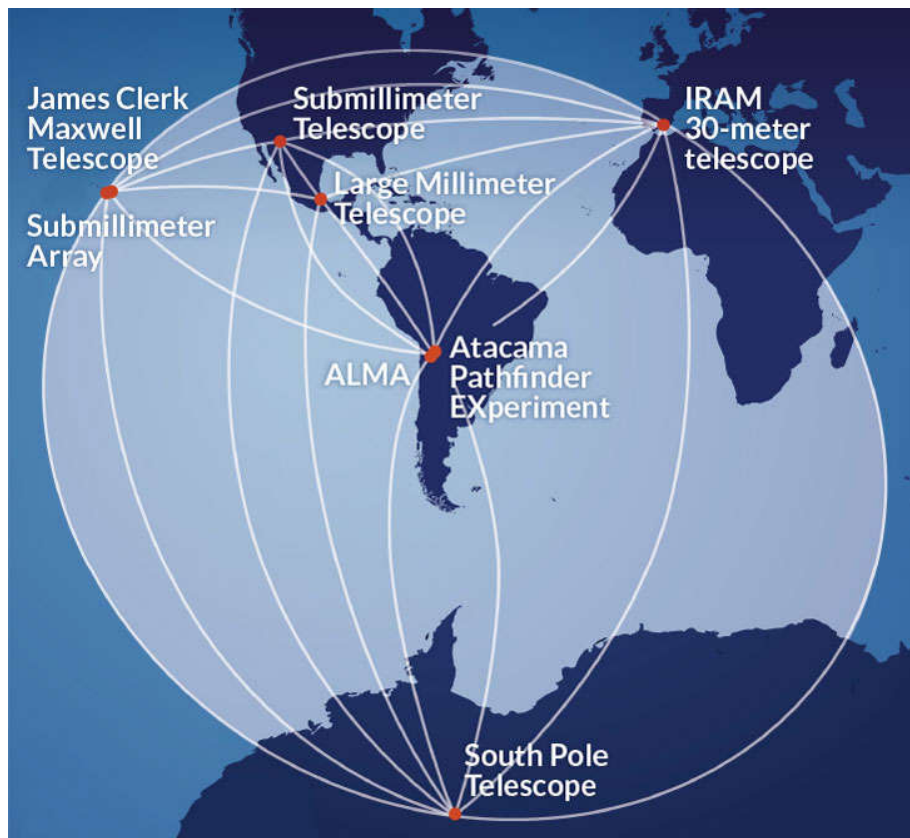 James Clerk
Maxwell
Telescope
Submillimeter
Array
Submillimeter
Telescope
Large Millimeter
Telescope
IRAM
30-meter
telescope
ALMA
Atacama
Pathfinder
EXperiment
South Pole
Telescope